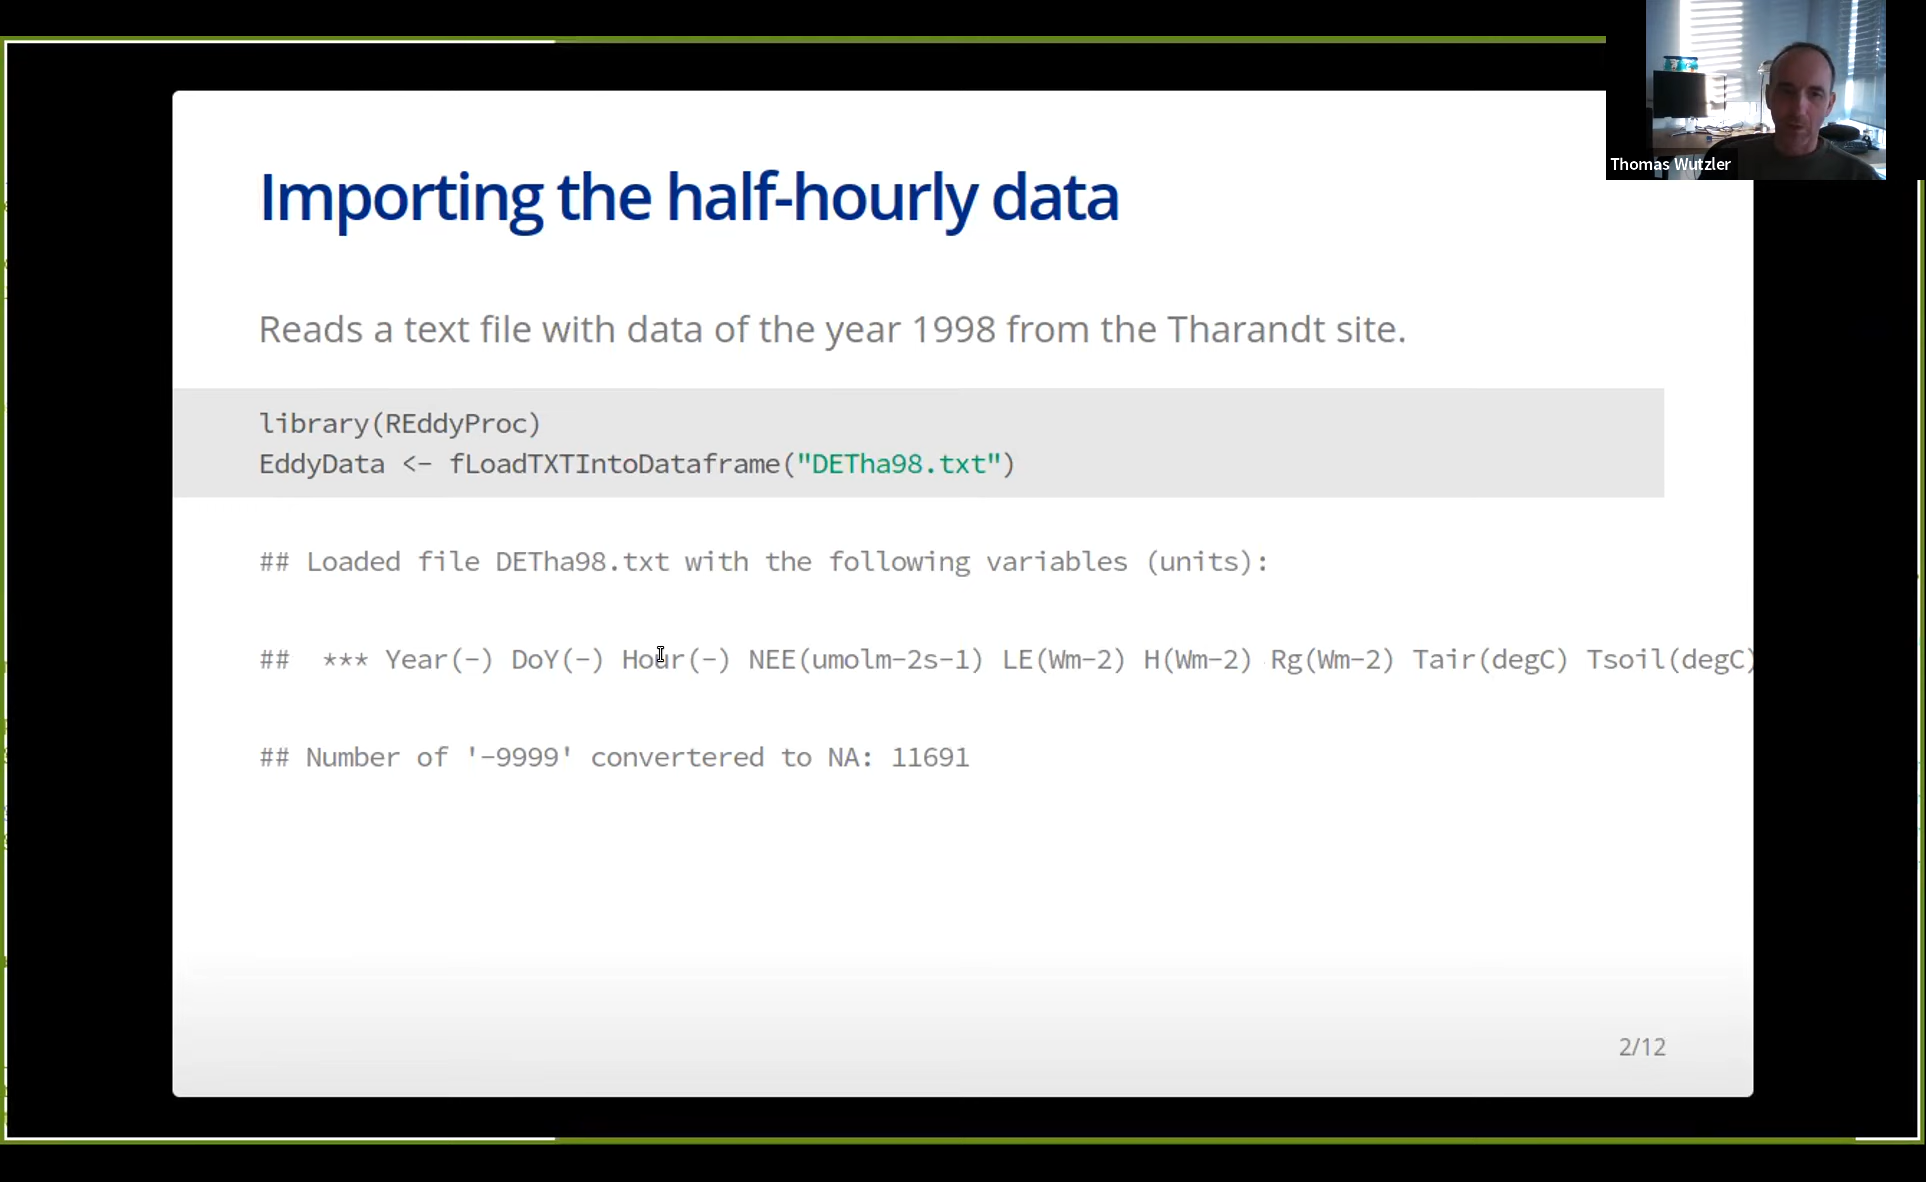 Thomas Wutzler
Importing the half-hourly data
Reads a text file with data of the year 1998 from the Tharandt site.
library(REddyProc)
EddyData <- fLoadTXTIntoDataframe("DETha98.txt")
## Loaded file DETha98.txt with the following variables (units):
##  *** Year(-) DoY(-) Hour(-) NEE(umolm-2s-1) LE(Wm-2) H(Wm-2) Rg(Wm-2) Tair(degC) Tsoil(degC)
## Number of '-9999' convertered to NA: 11691
2/12